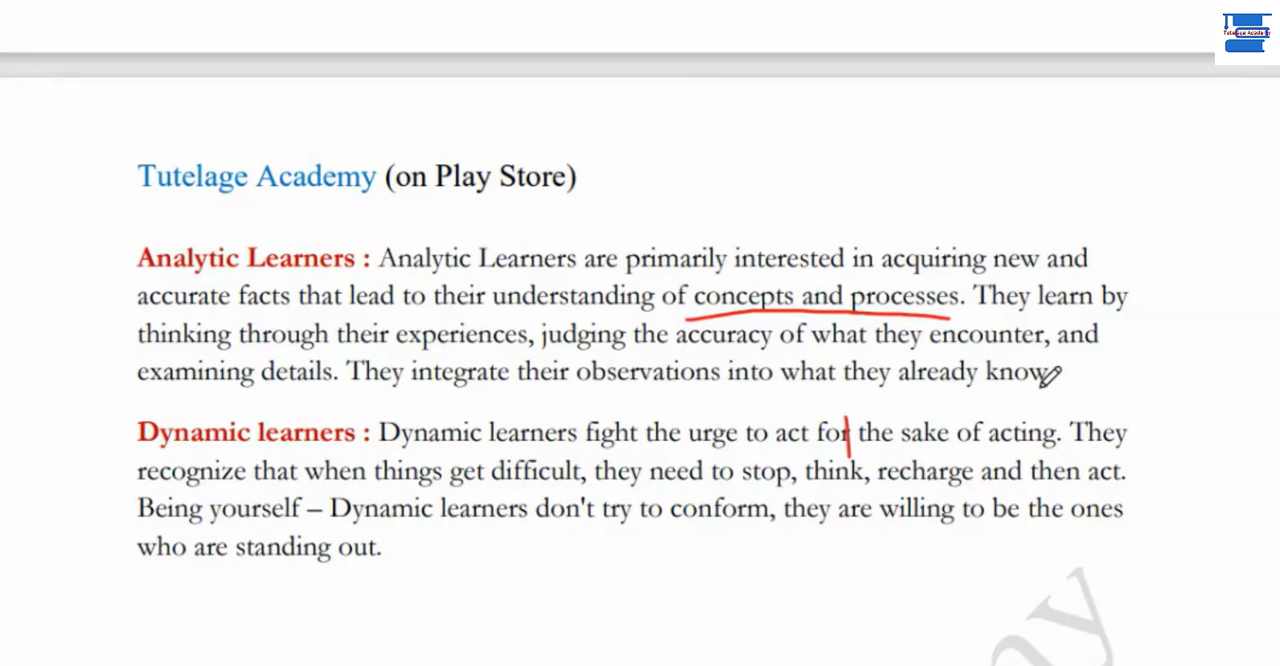 Tutelage Academy
Tutelage Academy (on Play Store)
Analytic Learners : Analytic Learners are primarily interested in acquiring new and
accurate facts that lead to their understanding of concepts and processes. They learn by
thinking through their experiences, judging the accuracy of what they encounter, and
examining details. They integrate their observations into what they already know
Dynamic learners : Dynamic learners fight the urge to act for the sake of acting. They
recognize that when things get difficult, they need to stop, think, recharge and then act.
Being yourself – Dynamic learners don't try to conform, they are willing to be the ones
who are standing out.